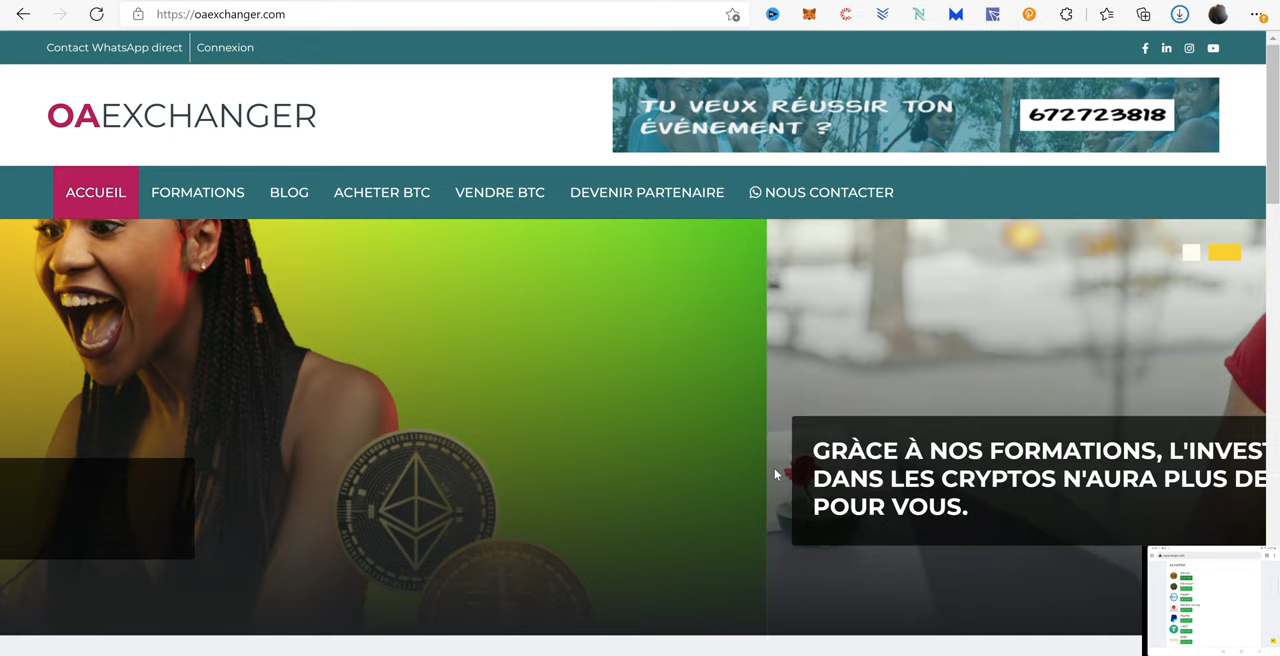 https://oaexchanger.com
Contact WhatsApp direct
Connexion
OAEXCHANGER
TU VEUX RÉUSSIR TON
ÉVÉNEMENT ?
672723818
ACCUEIL
FORMATIONS
BLOG
ACHETER BTC
VENDRE BTC
DEVENIR PARTENAIRE
NOUS CONTACTER
GRÀCE À NOS FORMATIONS, L'INVEST
DANS LES CRYPTOS N'AURA PLUS DE
POUR VOUS.
ACHETER